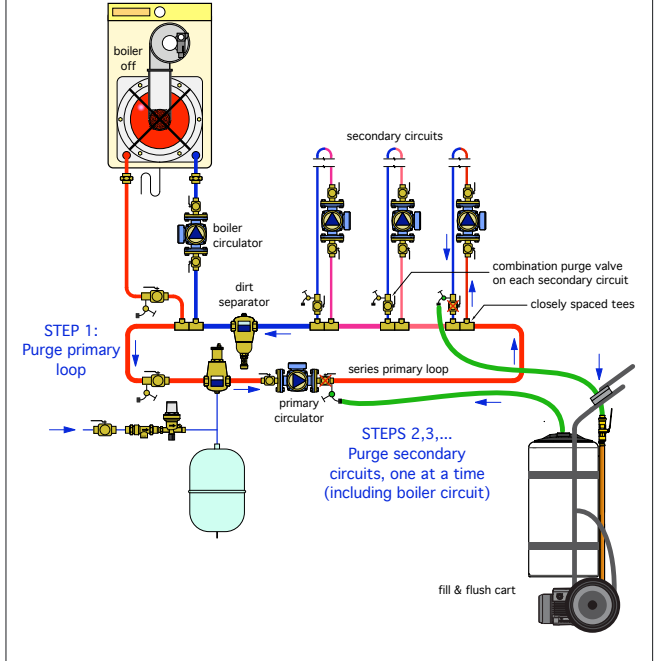 boiler
off
secondary circuits
boiler
circulator
combination purge valve
on each secondary circuit
dirt
separator
closely spaced tees
STEP 1:
Purge primary
loop
series primary loop
primary
circulator
STEPS 2,3,...
Purge secondary
circuits, one at a time
(including boiler circuit)
fill & flush cart